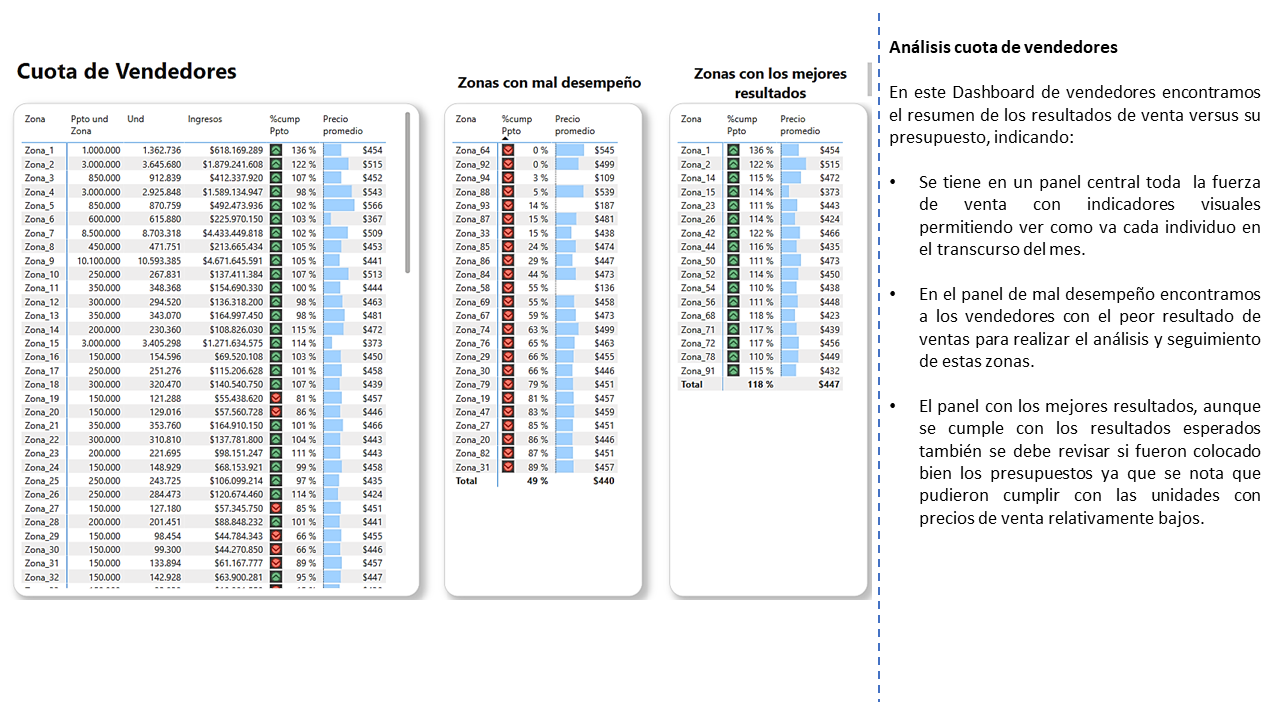 Cuota de Vendedores
Zona Ppto und Zona Und Ingresos %cump Ppto Precio promedio
Zona_1 1.000.000 1.362.736 $618.169.289 136 % $454
Zona_2 3.000.000 3.645.680 $1.879.241.608 122 % $515
Zona_3 850.000 912.839 $412.337.920 107 % $452
Zona_4 3.000.000 2.925.848 $1.589.134.947 98 % $543
Zona_5 850.000 870.759 $492.473.936 102 % $566
Zona_6 600.000 615.880 $225.970.150 103 % $367
Zona_7 8.500.000 8.703.318 $4.433.449.818 102 % $509
Zona_8 450.000 471.751 $213.665.434 105 % $453
Zona_9 10.100.000 10.593.385 $4.671.645.591 105 % $441
Zona_10 250.000 267.831 $137.411.384 107 % $513
Zona_11 350.000 348.368 $154.690.330 100 % $444
Zona_12 300.000 294.520 $136.318.200 98 % $463
Zona_13 350.000 343.070 $164.997.450 98 % $481
Zona_14 200.000 230.360 $108.826.030 115 % $472
Zona_15 3.000.000 3.405.298 $1.271.634.575 114 % $373
Zona_16 150.000 154.596 $69.520.108 103 % $450
Zona_17 250.000 251.276 $115.206.628 101 % $458
Zona_18 300.000 320.470 $140.540.750 107 % $439
Zona_19 150.000 121.288 $55.438.620 81 % $457
Zona_20 150.000 129.016 $57.560.728 86 % $446
Zona_21 350.000 353.760 $164.910.150 101 % $466
Zona_22 300.000 310.810 $137.781.800 104 % $443
Zona_23 200.000 221.695 $98.151.247 111 % $443
Zona_24 150.000 148.929 $68.153.921 99 % $458
Zona_25 250.000 243.725 $106.099.214 97 % $435
Zona_26 250.000 284.473 $120.674.460 114 % $424
Zona_27 150.000 127.180 $57.345.750 85 % $451
Zona_28 200.000 201.451 $88.848.232 101 % $441
Zona_29 150.000 98.454 $44.784.343 66 % $455
Zona_30 150.000 99.300 $44.270.850 66 % $446
Zona_31 150.000 133.894 $61.167.777 89 % $457
Zona_32 150.000 142.928 $63.900.281 95 % $447
Zonas con mal desempeño
Zona %cump Ppto Precio promedio
Zona_64 0 % $545
Zona_92 0 % $499
Zona_94 3 % $109
Zona_88 5 % $539
Zona_93 14 % $187
Zona_87 15 % $481
Zona_33 15 % $438
Zona_85 24 % $474
Zona_86 29 % $447
Zona_84 44 % $473
Zona_58 55 % $136
Zona_69 55 % $458
Zona_67 59 % $473
Zona_74 63 % $499
Zona_76 65 % $463
Zona_29 66 % $455
Zona_30 66 % $446
Zona_79 79 % $451
Zona_19 81 % $457
Zona_47 83 % $459
Zona_27 85 % $451
Zona_20 86 % $446
Zona_82 87 % $451
Zona_31 89 % $457
Total 49 % $440
Zonas con los mejores
resultados
Zona %cump Ppto Precio promedio
Zona_1 136 % $454
Zona_2 122 % $515
Zona_14 115 % $472
Zona_15 114 % $373
Zona_23 111 % $443
Zona_26 114 % $424
Zona_42 122 % $466
Zona_44 116 % $435
Zona_50 111 % $473
Zona_52 114 % $450
Zona_54 110 % $438
Zona_56 111 % $448
Zona_68 118 % $423
Zona_71 117 % $439
Zona_72 117 % $456
Zona_78 110 % $449
Zona_91 115 % $432
Total 118 % $447
Análisis cuota de vendedores
En este Dashboard de vendedores encontramos
el resumen de los resultados de venta versus su
presupuesto, indicando:
• Se tiene en un panel central toda la fuerza
de venta con indicadores visuales
permitiendo ver como va cada individuo en
el transcurso del mes.
• En el panel de mal desempeño encontramos
a los vendedores con el peor resultado de
ventas para realizar el análisis y seguimiento
de estas zonas.
• El panel con los mejores resultados, aunque
se cumple con los resultados esperados
también se debe revisar si fueron colocado
bien los presupuestos ya que se nota que
pudieron cumplir con las unidades con
precios de venta relativamente bajos.